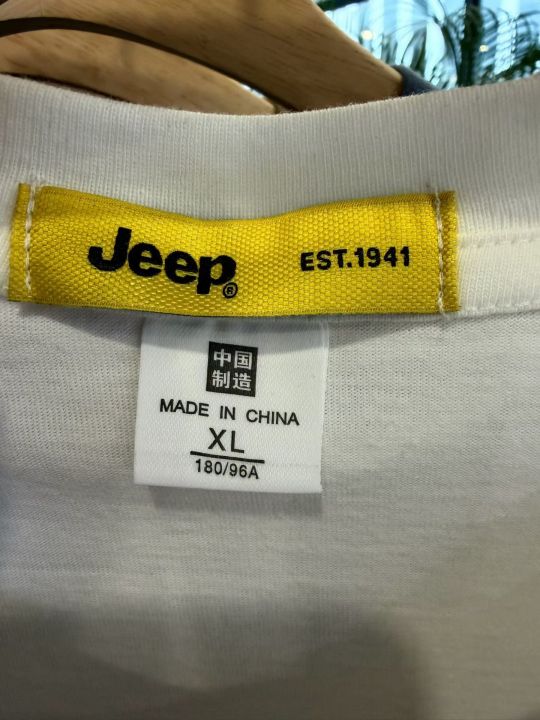 Jeep® EST.1941
中国
制造
MADE IN CHINA
XL
180/96A